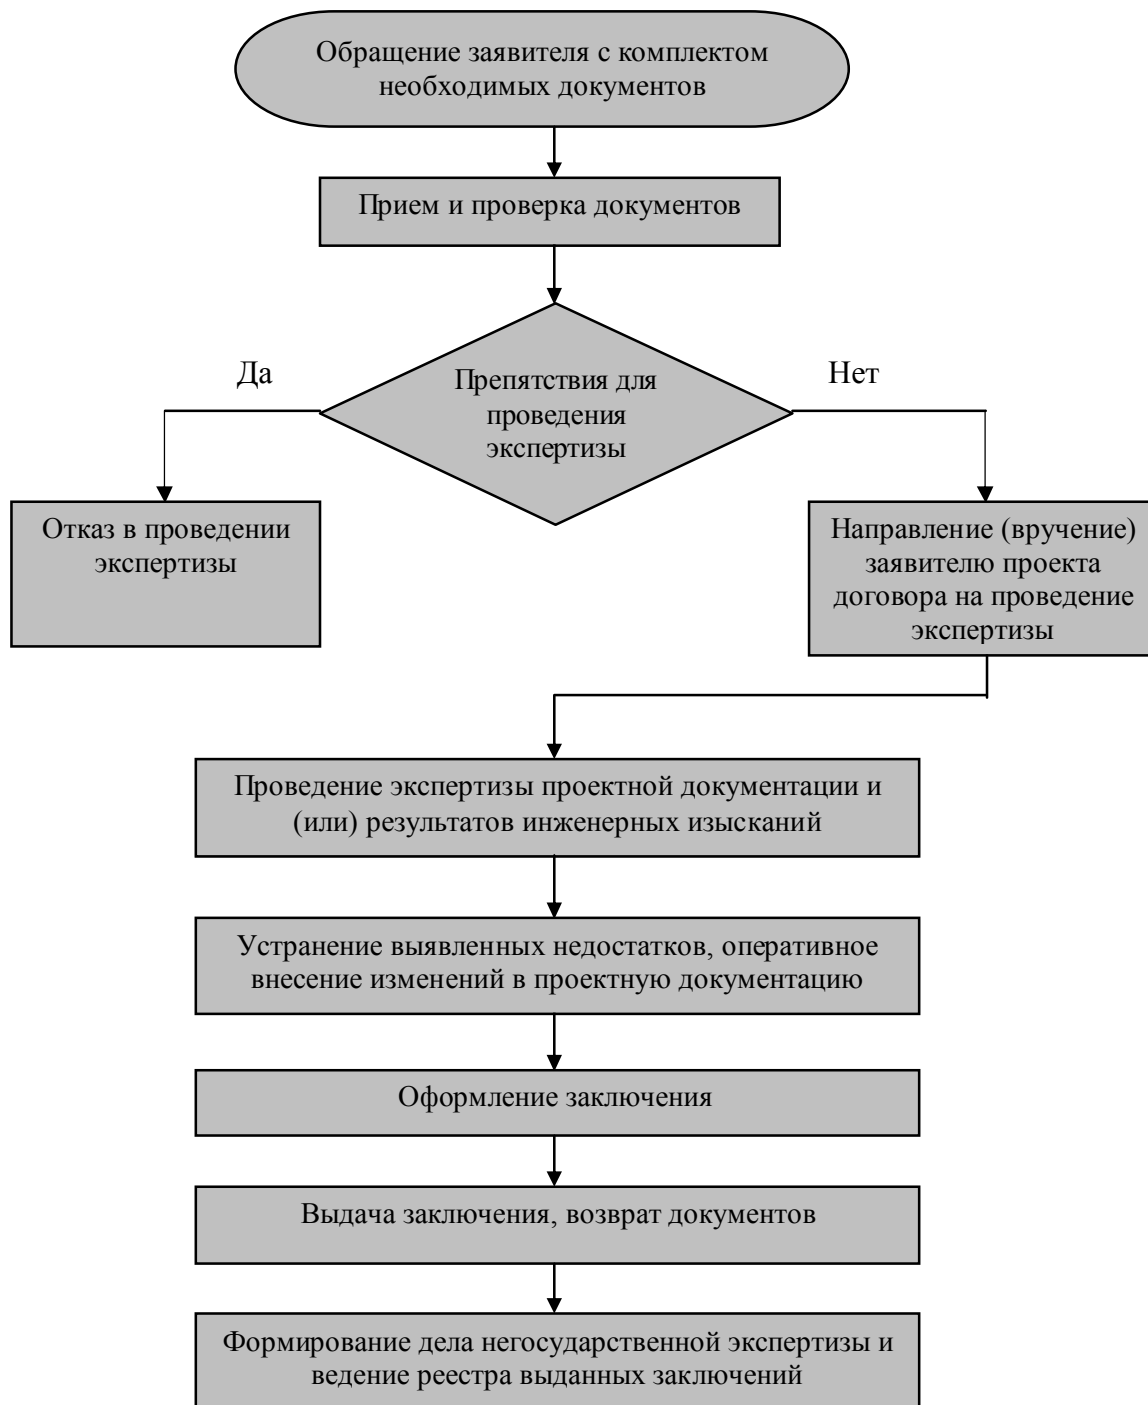 Обращение заявителя с комплектом
необходимых документов
Прием и проверка документов
Да
Нет
Препятствия для
проведения
экспертизы
Отказ в проведении
экспертизы
Направление (вручение)
заявителю проекта
договора на проведение
экспертизы
Проведение экспертизы проектной документации и
(или) результатов инженерных изысканий
Устранение выявленных недостатков, оперативное
внесение изменений в проектную документацию
Оформление заключения
Выдача заключения, возврат документов
Формирование дела негосударственной экспертизы и
ведение реестра выданных заключений